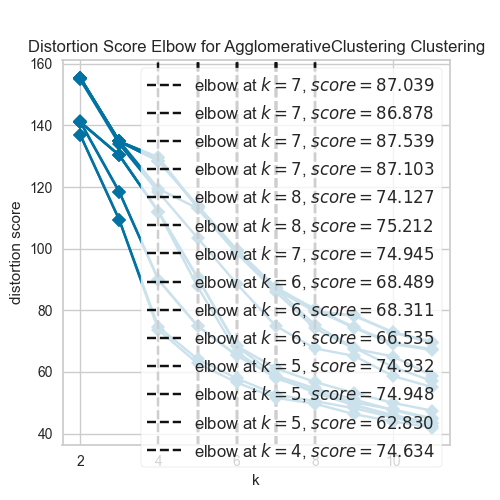 Distortion Score Elbow for AgglomerativeClustering Clustering
160
140
120
100
80
60
40
distortion score
elbow at k = 7, score = 87.039
elbow at k = 7, score = 86.878
elbow at k = 7, score = 87.539
elbow at k = 7, score = 87.103
elbow at k = 8, score = 74.127
elbow at k = 8, score = 75.212
elbow at k = 7, score = 74.945
elbow at k = 6, score = 68.489
elbow at k = 6, score = 68.311
elbow at k = 6, score = 66.535
elbow at k = 5, score = 74.932
elbow at k = 5, score = 74.948
elbow at k = 5, score = 62.830
elbow at k = 4, score = 74.634
2 4 6 8 10
k